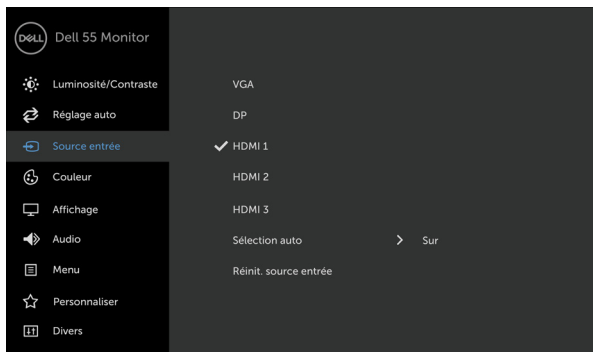 DELL
Dell 55 Monitor
Luminosité/Contraste
Réglage auto
Source entrée
Couleur
Affichage
Audio
Menu
Personnaliser
Divers
VGA
DP
HDMI 1
HDMI 2
HDMI 3
Sélection auto > Sur
Réinit. source entrée